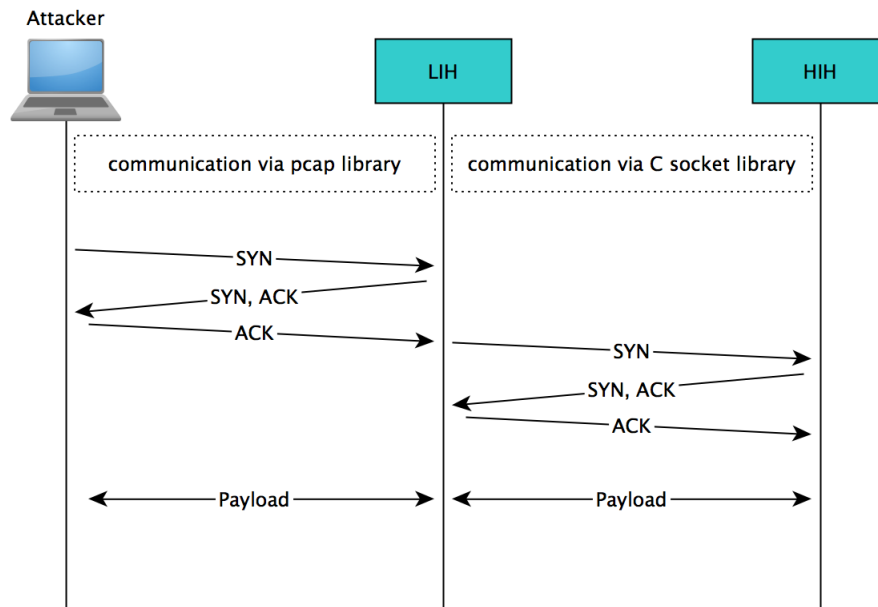 Attacker
LIH
HIH
communication via pcap library
communication via C socket library
SYN
SYN, ACK
ACK
SYN
SYN, ACK
ACK
Payload
Payload